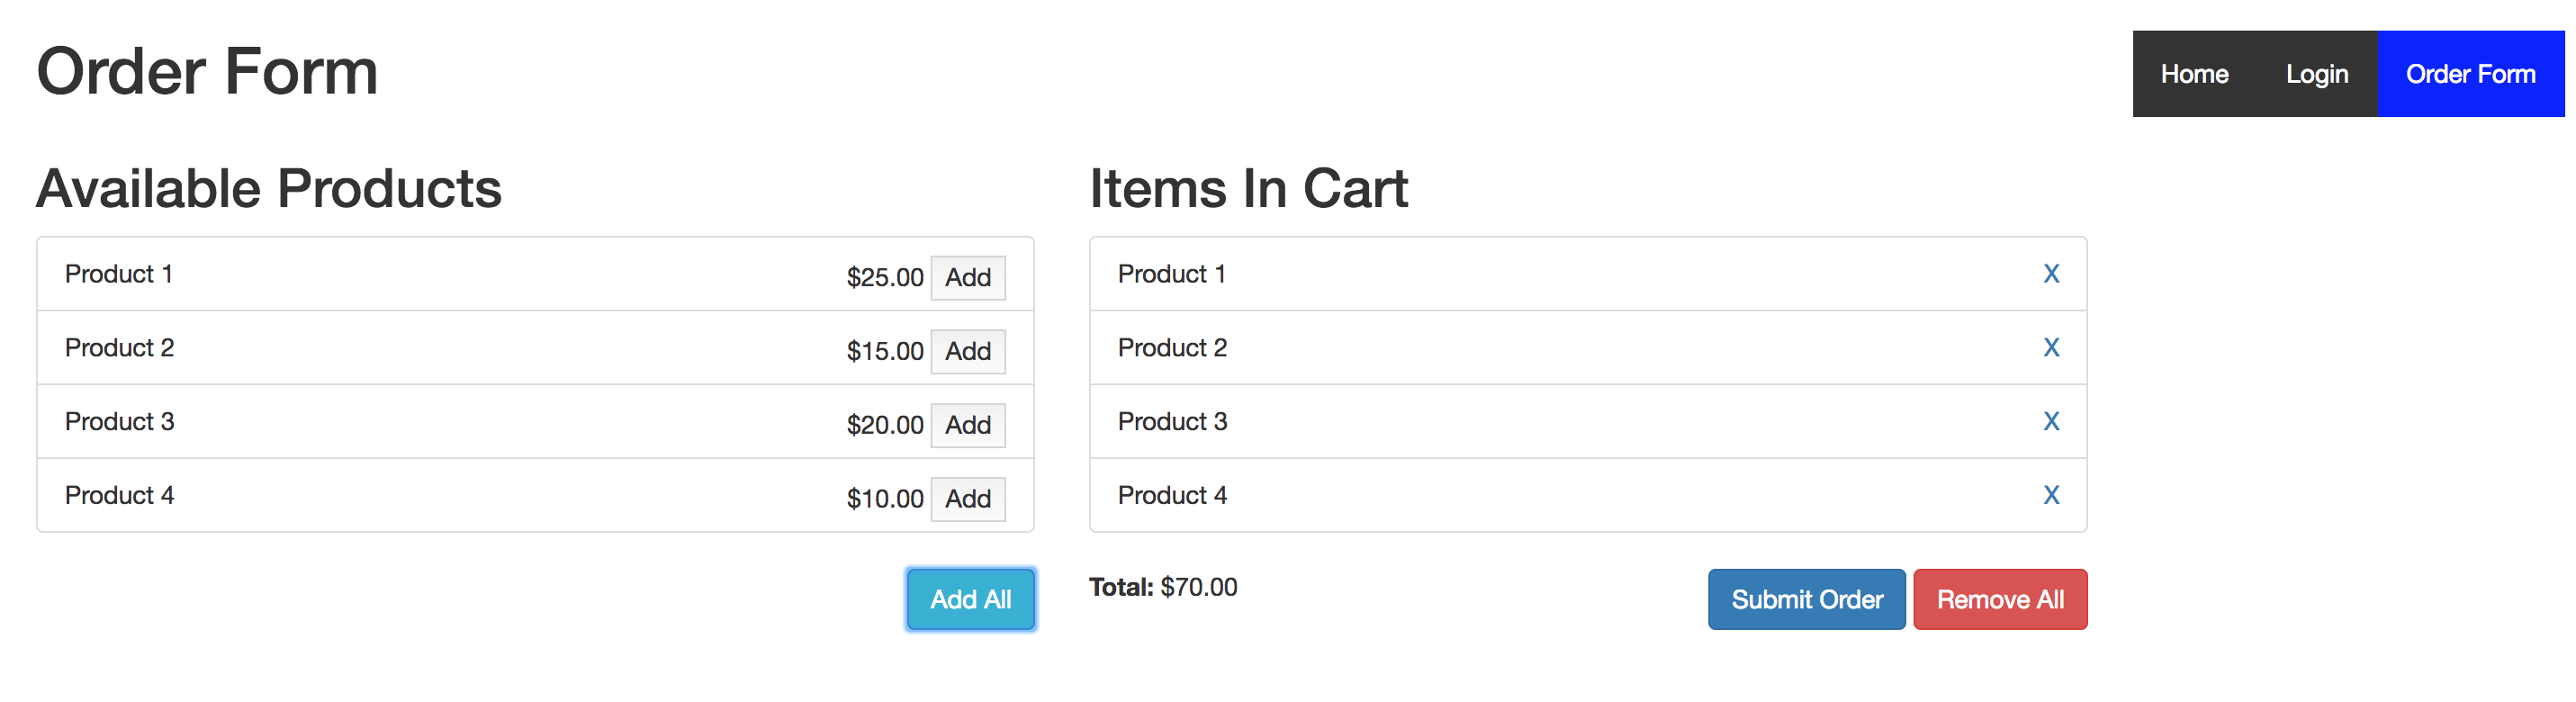 Order Form
Home Login Order Form
Available Products
Product 1 $25.00 Add
Product 2 $15.00 Add
Product 3 $20.00 Add
Product 4 $10.00 Add
Add All
Items In Cart
Product 1 X
Product 2 X
Product 3 X
Product 4 X
Total: $70.00 Submit Order Remove All